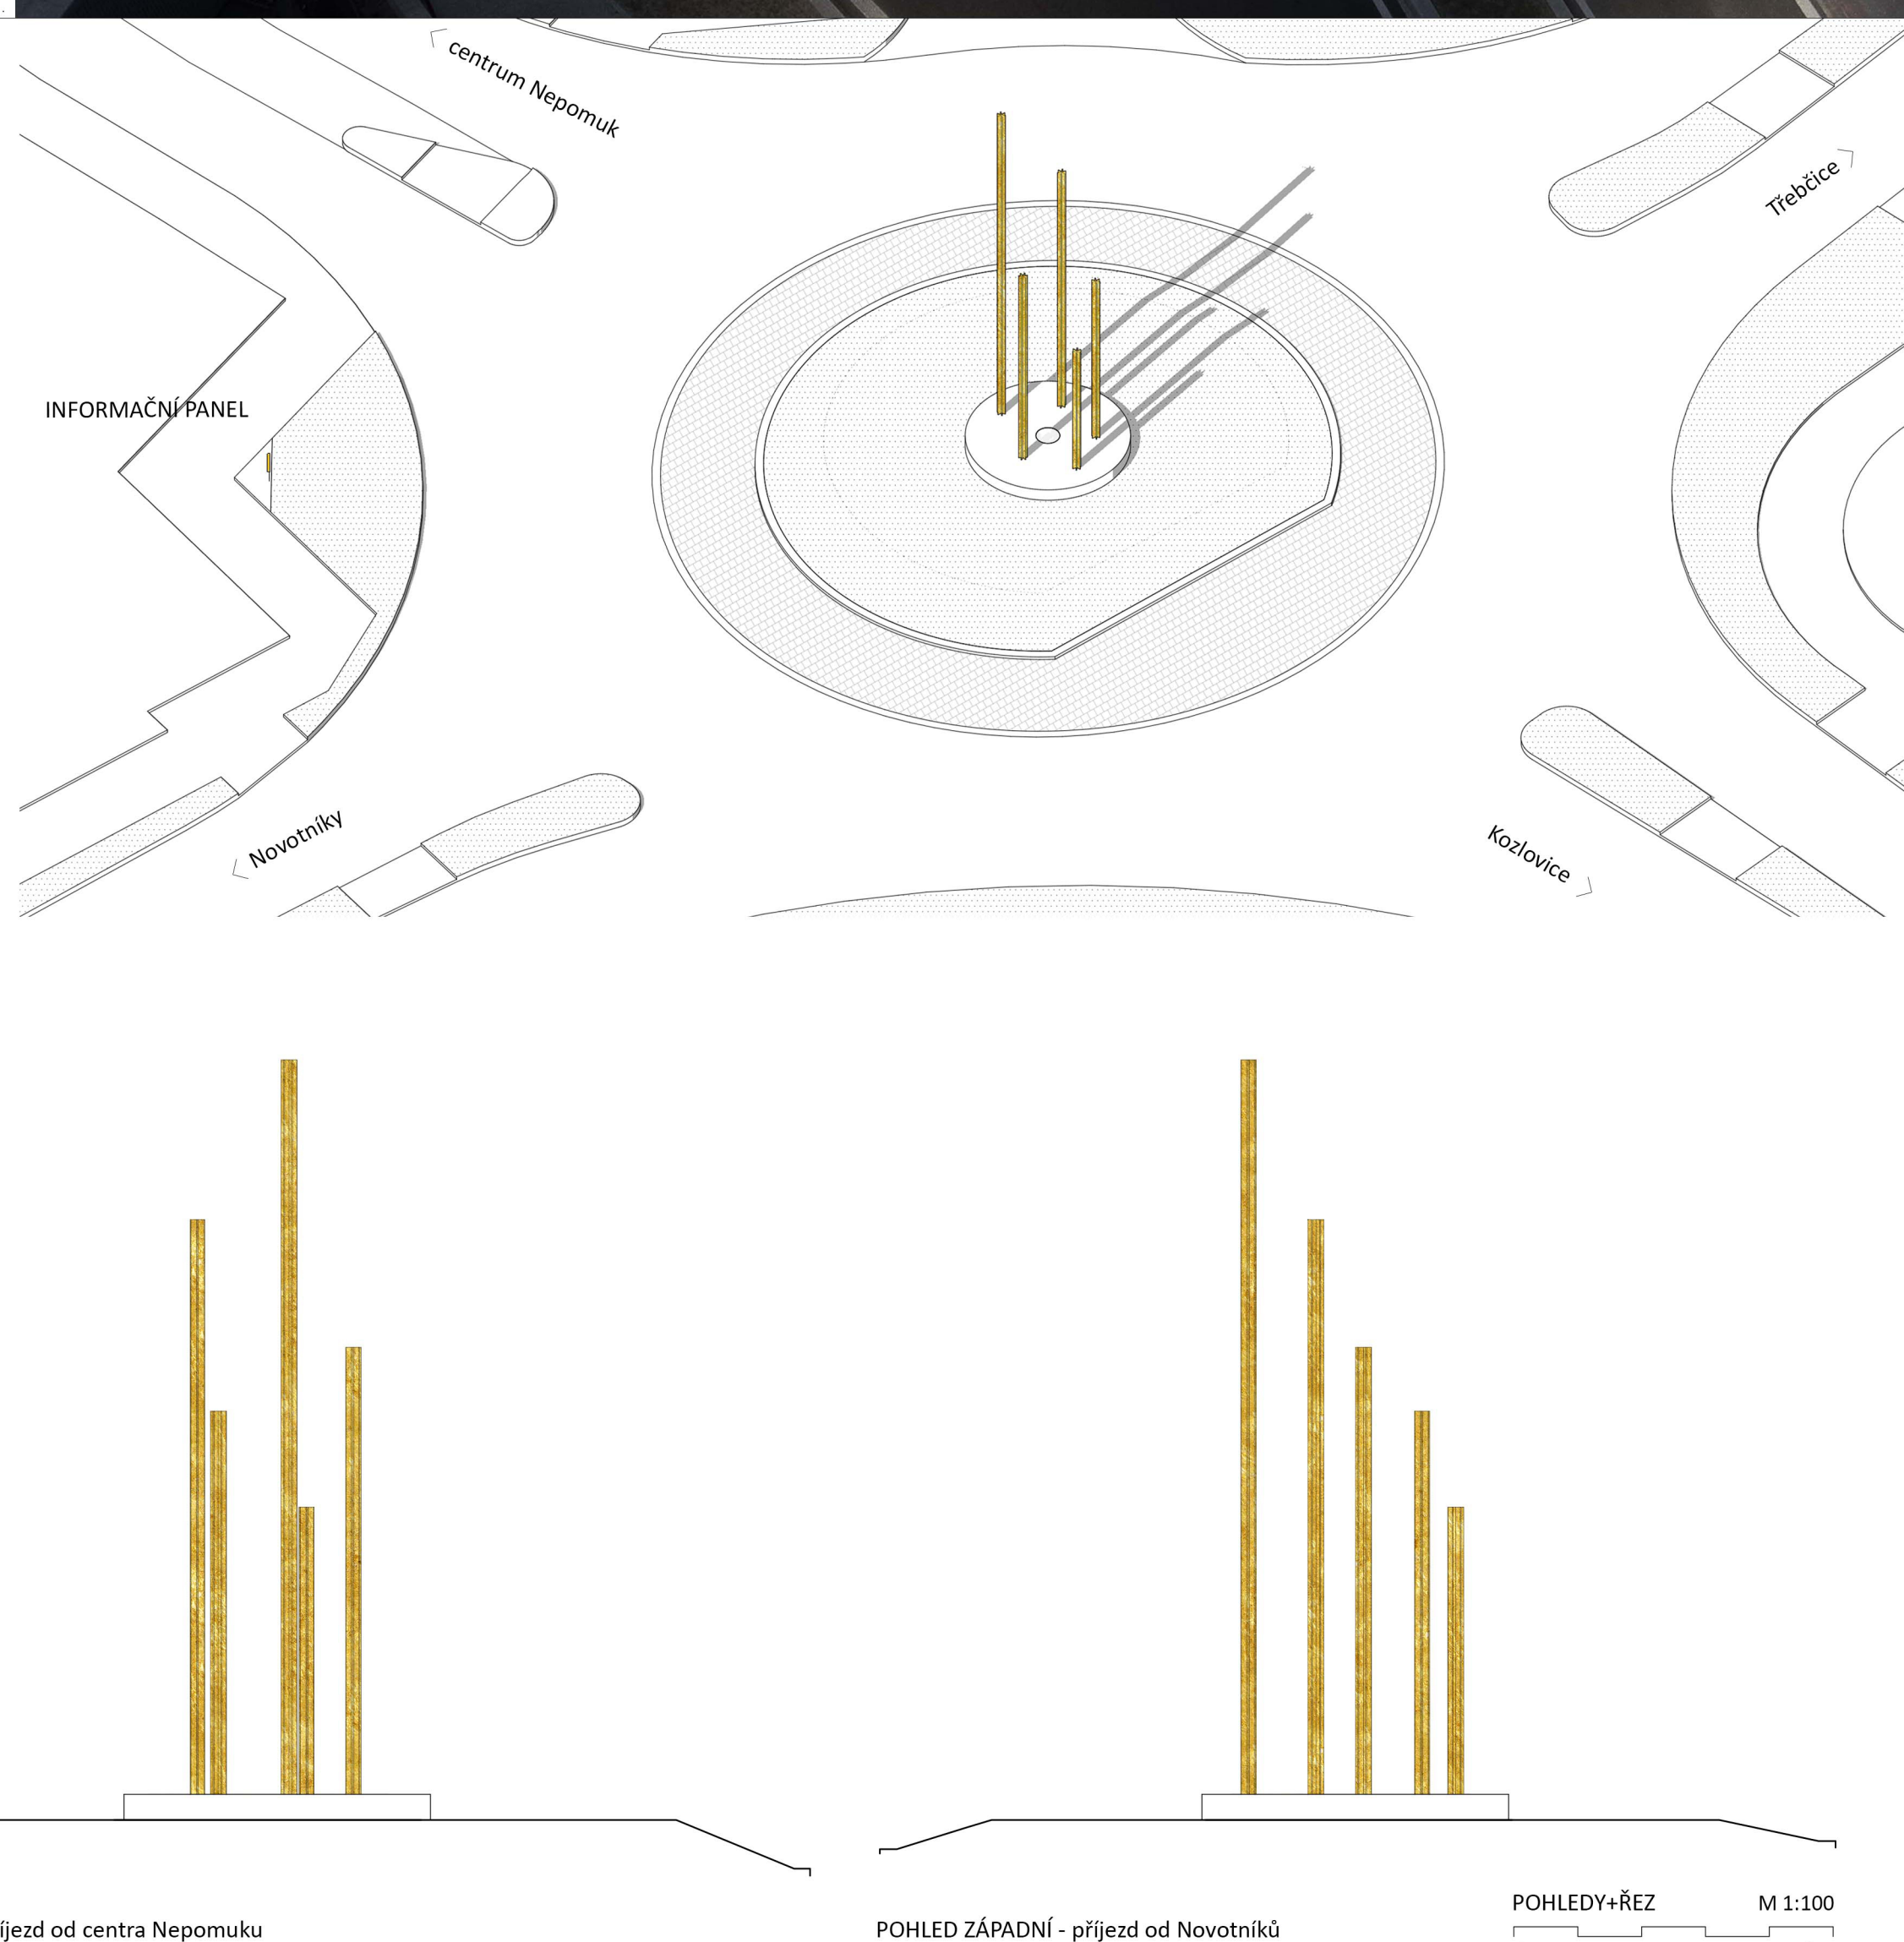 centrum Nepomuk
Třebčice
INFORMAČNÍ PANEL
Novotníky
Kozlovice
íjezd od centra Nepomuku
POHLED ZÁPADNÍ - příjezd od Novotníků
POHLEDY+ŘEZ M 1:100